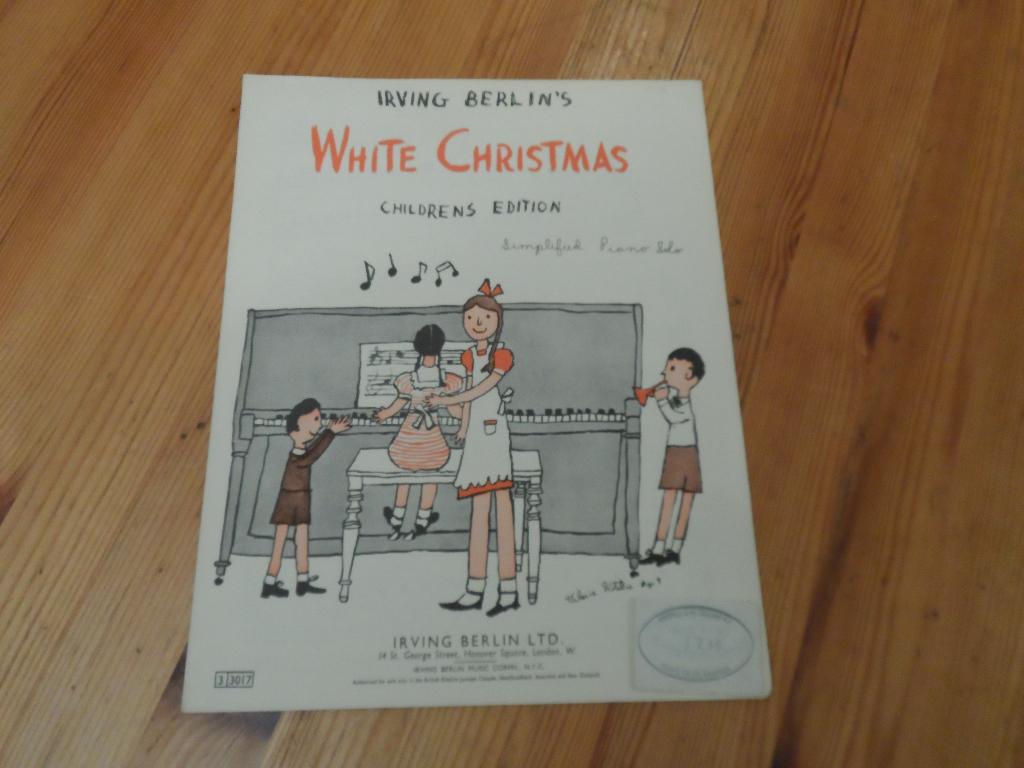 IRVING BERLIN'S
WHITE CHRISTMAS
CHILDRENS EDITION
Simplified Piano Solo
IRVING BERLIN LTD.
14 St. George Street, Hanover Square, London, W.
IRVING BERLIN MUSIC CORPN. N.Y.C.
3 3017